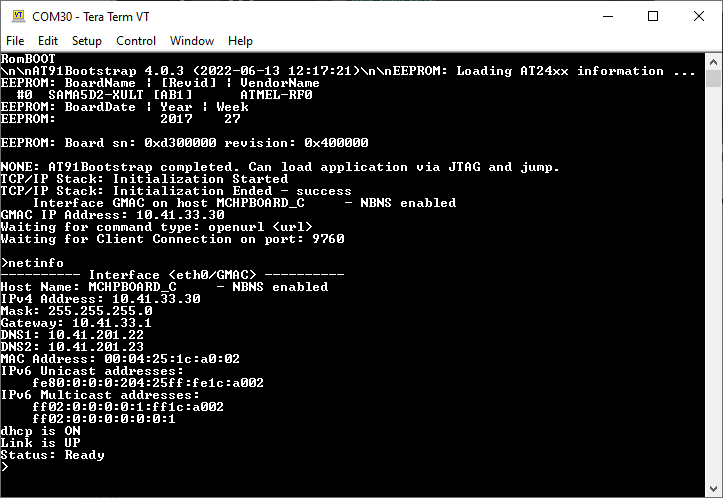 COM30 - Tera Term VT
File Edit Setup Control Window Help
RomBOOT
\n\nAT91Bootstrap 4.0.3 (2022-06-13 12:17:21)\n\nEEPROM: Loading AT24xx information ...
EEPROM: BoardName | [Revid] | VendorName
  #0  SAMA5D2-XULT [AB1]      ATMEL-RF0
EEPROM: BoardDate | Year | Week
EEPROM:             2017    27
EEPROM: Board sn: 0xd300000 revision: 0x400000
NONE: AT91Bootstrap completed. Can load application via JTAG and jump.
TCP/IP Stack: Initialization Started
TCP/IP Stack: Initialization Ended - success
    Interface GMAC on host MCHPBOARD_C     - NBNS enabled
GMAC IP Address: 10.41.33.30
Waiting for command type: openurl <url>
Waiting for Client Connection on port: 9760
>netinfo
---------- Interface <eth0/GMAC> ----------
Host Name: MCHPBOARD_C     - NBNS enabled
IPv4 Address: 10.41.33.30
Mask: 255.255.255.0
Gateway: 10.41.33.1
DNS1: 10.41.201.22
DNS2: 10.41.201.23
MAC Address: 00:04:25:1c:a0:02
IPv6 Unicast addresses:
    fe80:0:0:0:204:25ff:fe1c:a002
IPv6 Multicast addresses:
    ff02:0:0:0:0:1:ff1c:a002
    ff02:0:0:0:0:0:0:1
dhcp is ON
Link is UP
Status: Ready
>